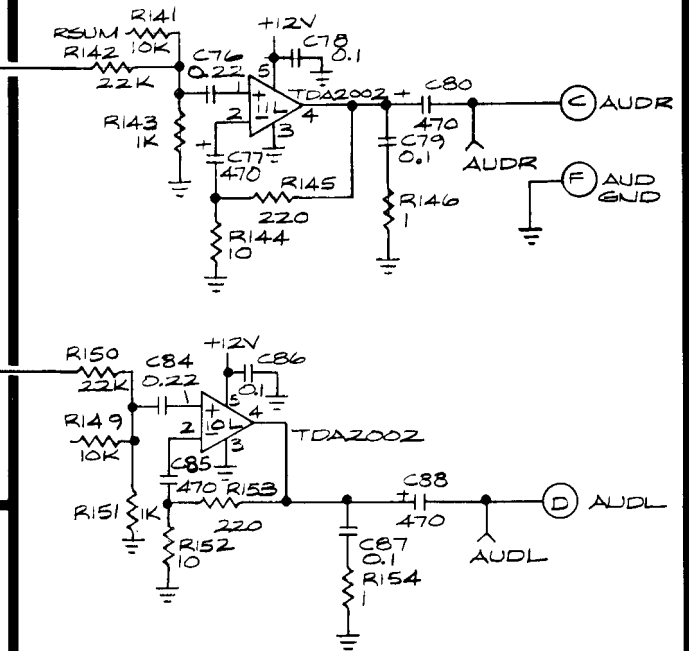 R141
RSUM
10K
+12V
R142
22K
C76
0.22
C78
0.1
5
1
+
11L
TDA2002
4
2
3
+
C80
470
C
AUDR
R143
1K
+
C77
470
C79
0.1
AUDR
F
AUD
GND
R145
220
R146
1
R144
10
R150
22K
C84
0.22
+12V
C86
0.1
5
1
+
10L
4
TDA2002
2
3
R149
10K
C85
470
R153
220
+
C88
470
D
AUDL
R151
1K
R152
10
C87
0.1
AUDL
R154
1